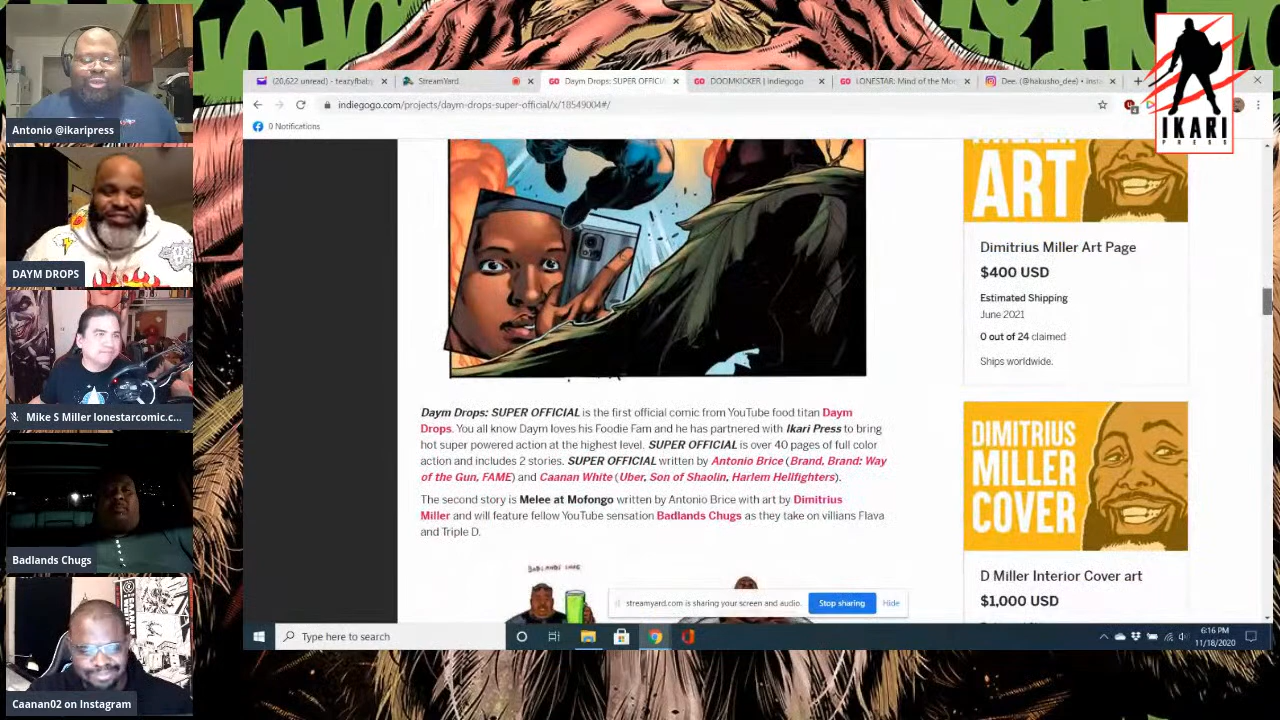 Antonio @ikaripress
DAYM DROPS
Mike S Miller lonestarcomic.c...
Badlands Chugs
Caanan02 on Instagram
IKARI
PRESS
(20,622 unread) - teazyfbab
StreamYard
Daym Drops: SUPER OFFICI
DOOMKICKER | Indiegogo
LONESTAR: Mind of the Mo
Dee. (@hakusho_dee) • Inst
indiegogo.com/projects/daym-drops-super-official/x/18549004#/
0 Notifications
Daym Drops: SUPER OFFICIAL is the first official comic from YouTube food titan Daym
Drops. You all know Daym loves his Foodie Fam and he has partnered with Ikari Press to bring
hot super powered action at the highest level. SUPER OFFICIAL is over 40 pages of full color
action and includes 2 stories. SUPER OFFICIAL written by Antonio Brice (Brand, Brand: Way
of the Gun, FAME) and Caanan White (Uber, Son of Shaolin, Harlem Hellfighters).
The second story is Melee at Mofongo written by Antonio Brice with art by Dimitrius
Miller and will feature fellow YouTube sensation Badlands Chugs as they take on villians Flava
and Triple D.
BADLANDS CHUGS
MILLER
ART
Dimitrius Miller Art Page
$400 USD
Estimated Shipping
June 2021
0 out of 24 claimed
Ships worldwide.
DIMITRIUS
MILLER
COVER
D Miller Interior Cover art
$1,000 USD
streamyard.com is sharing your screen and audio.
Stop sharing
Hide
Type here to search
6:16 PM
11/18/2020